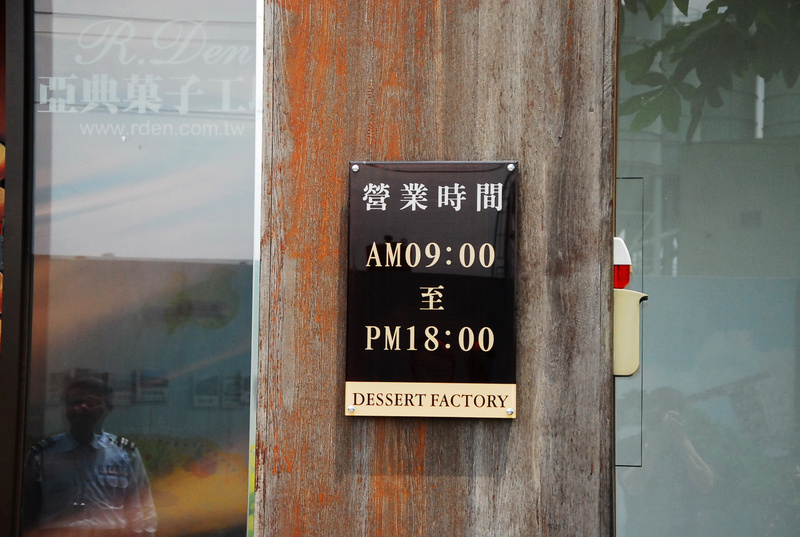 R.Den
亞典菓子工
www.rden.com.tw
營業時間
AM09:00
至
PM18:00
DESSERT FACTORY